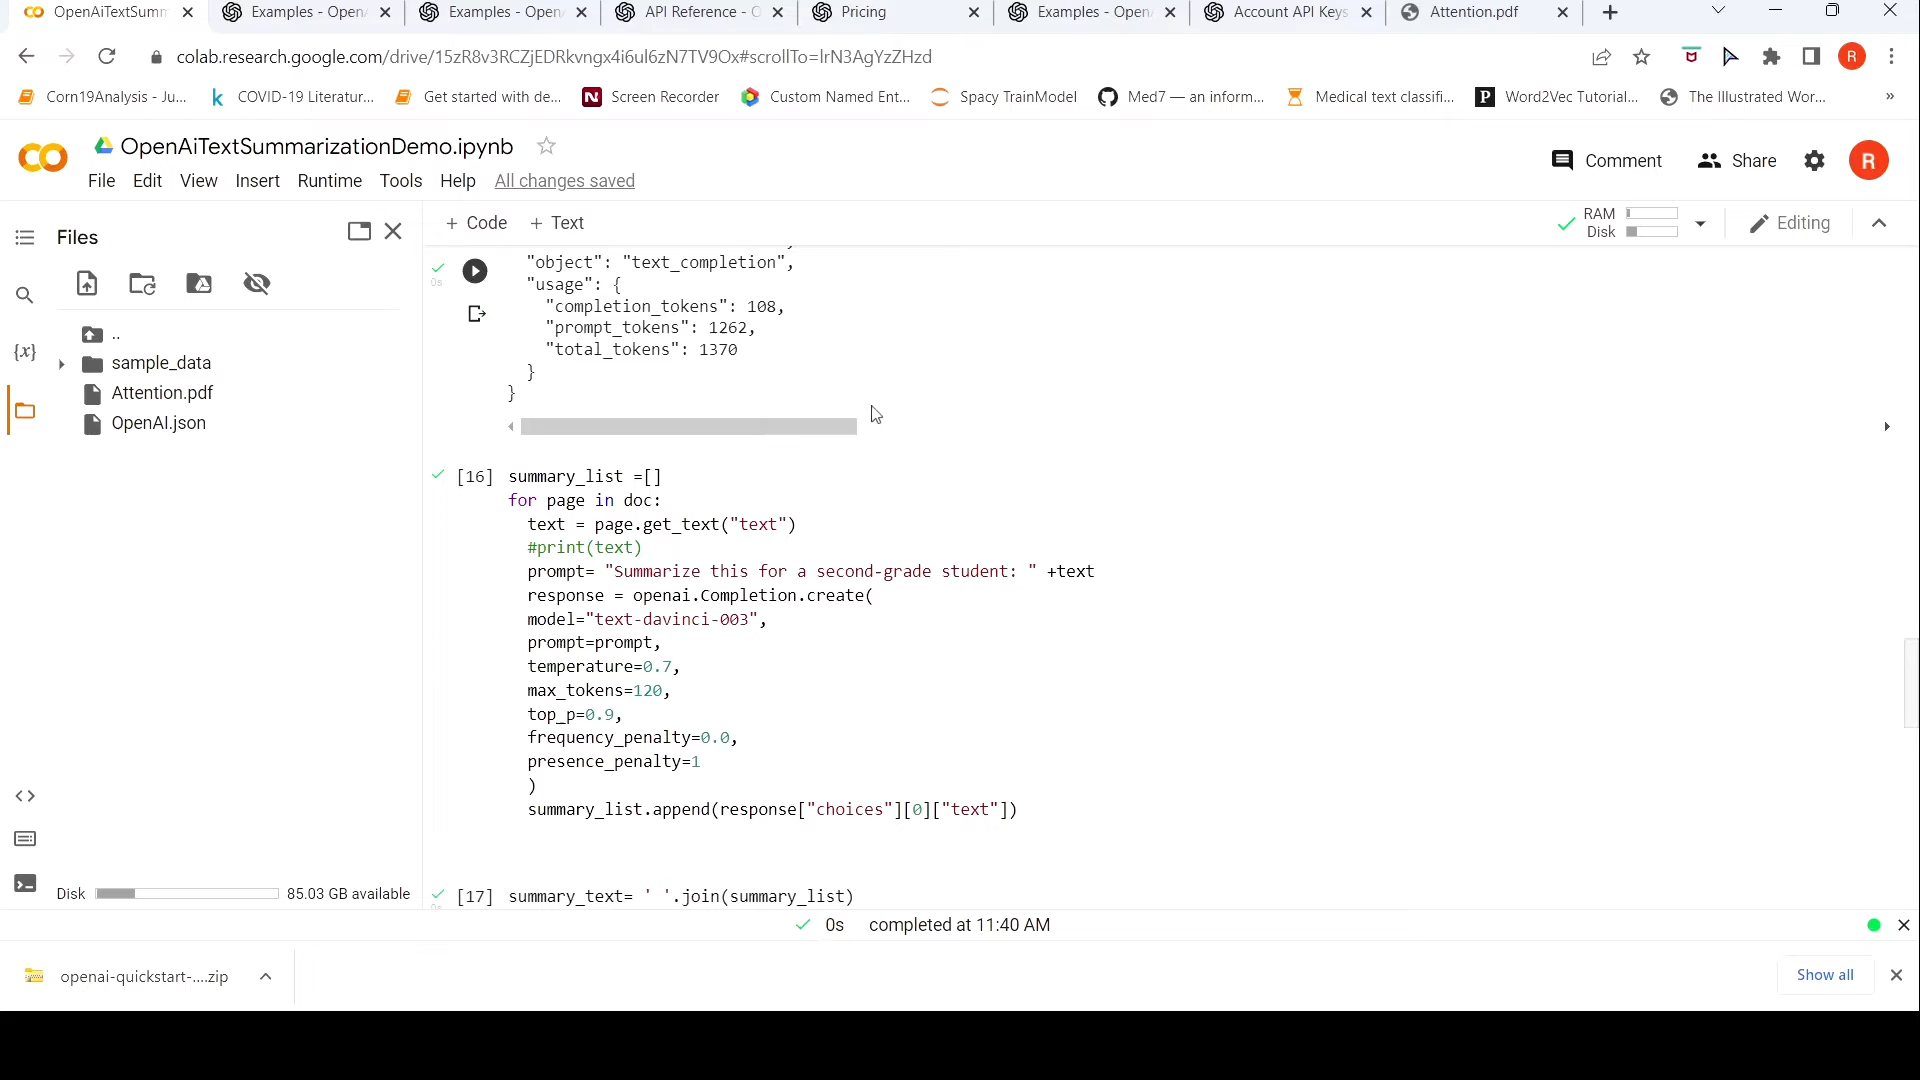 OpenAiTextSumm
Examples - OpenA
Examples - Open
API Reference - O
Pricing
Examples - Open
Account API Keys
Attention.pdf
colab.research.google.com/drive/15zR8v3RCZjEDRkvngx4i6ul6zN7TV9Ox#scrollTo=lrN3AgYzZHzd
R
Corn19Analysis - Ju...
COVID-19 Literatur...
Get started with de...
Screen Recorder
Custom Named Ent...
Spacy TrainModel
Med7 — an inform...
Medical text classifi...
Word2Vec Tutorial...
The Illustrated Wor...
»
OpenAiTextSummarizationDemo.ipynb
Comment
Share
R
File Edit View Insert Runtime Tools Help All changes saved
Files
+ Code + Text
RAM
Disk
Editing
..
sample_data
Attention.pdf
OpenAI.json
{x}
0s
"object": "text_completion",
"usage": {
"completion_tokens": 108,
"prompt_tokens": 1262,
"total_tokens": 1370
}
}
[16] summary_list =[]
for page in doc:
text = page.get_text("text")
#print(text)
prompt= "Summarize this for a second-grade student: " +text
response = openai.Completion.create(
model="text-davinci-003",
prompt=prompt,
temperature=0.7,
max_tokens=120,
top_p=0.9,
frequency_penalty=0.0,
presence_penalty=1
)
summary_list.append(response["choices"][0]["text"])
[17] summary_text= ' '.join(summary_list)
Disk 85.03 GB available
0s completed at 11:40 AM
openai-quickstart-....zip
Show all